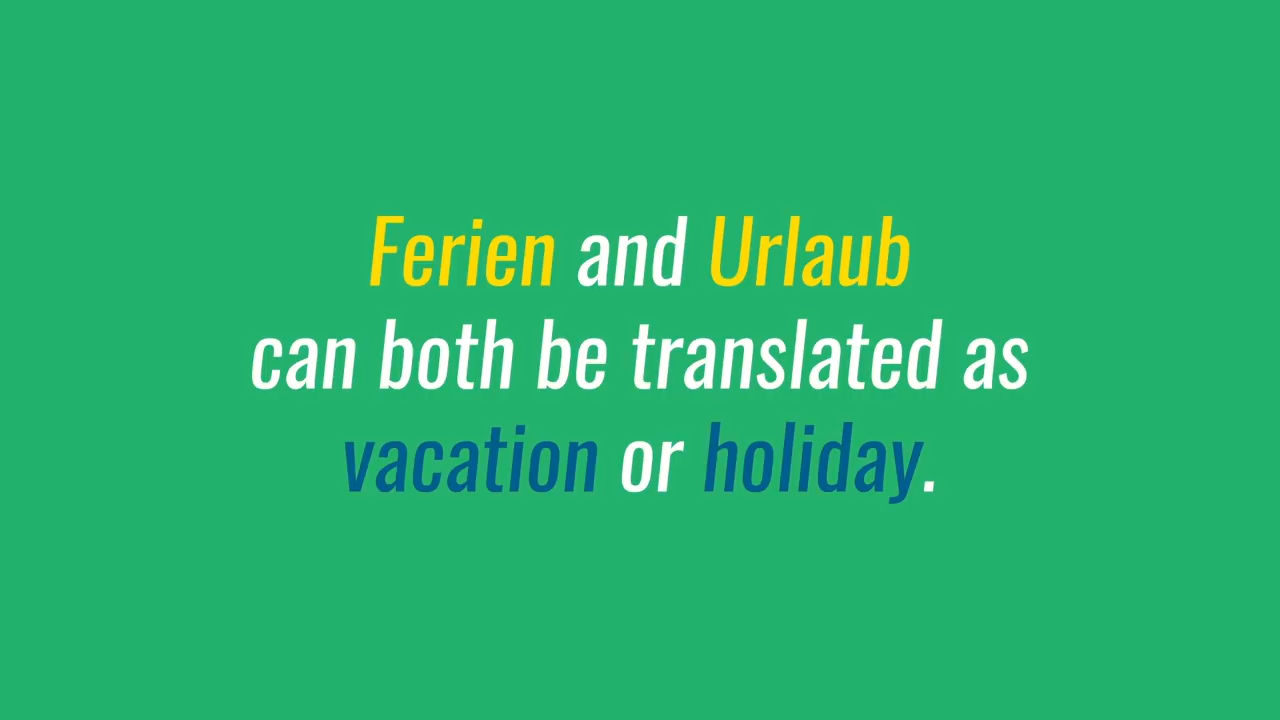 Ferien and Urlaub
can both be translated as
vacation or holiday.